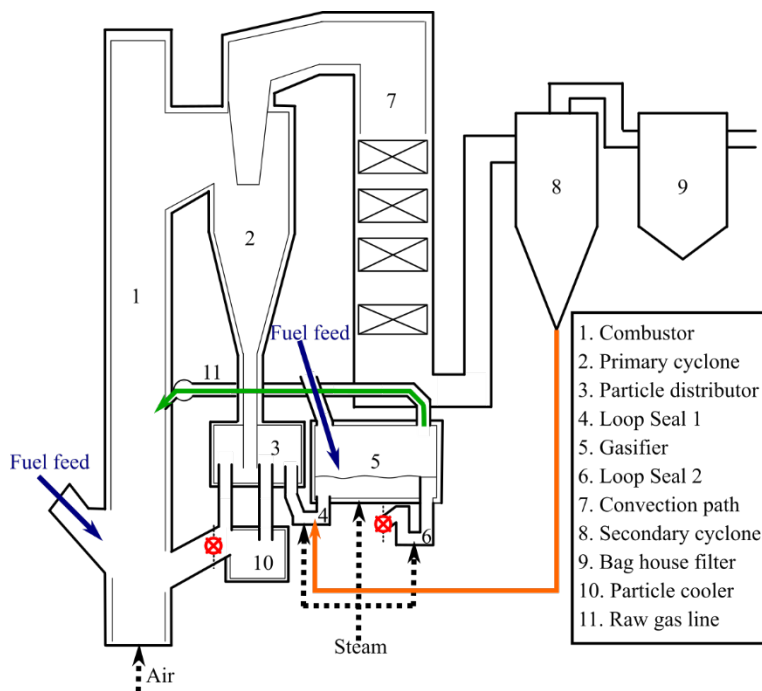 1
2
3
4
5
6
7
8
9
10
11
Fuel feed
Fuel feed
Steam
Air
1. Combustor
2. Primary cyclone
3. Particle distributor
4. Loop Seal 1
5. Gasifier
6. Loop Seal 2
7. Convection path
8. Secondary cyclone
9. Bag house filter
10. Particle cooler
11. Raw gas line